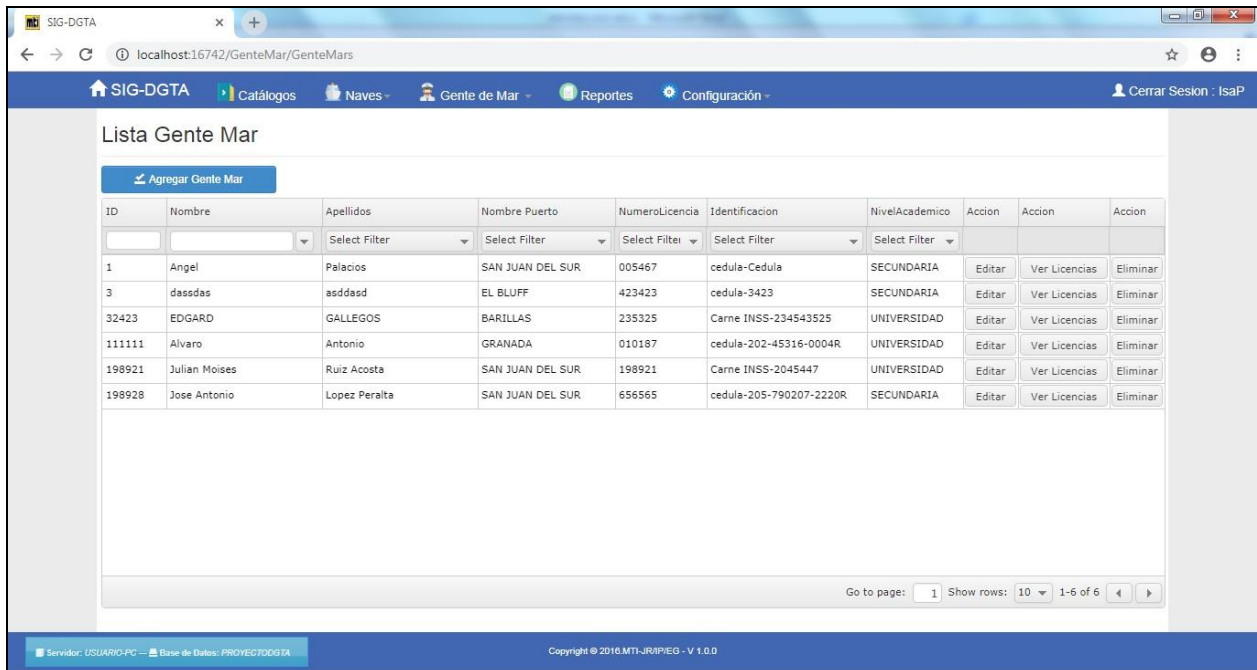 mti SIG-DGTA
localhost:16742/GenteMar/GenteMars
SIG-DGTA Catálogos Naves Gente de Mar Reportes Configuración Cerrar Sesion : IsaP
Lista Gente Mar
Agregar Gente Mar
ID Nombre Apellidos Nombre Puerto NumeroLicencia Identificacion NivelAcademico Accion Accion Accion
Select Filter Select Filter Select Filter Select Filter Select Filter
1 Angel Palacios SAN JUAN DEL SUR 005467 cedula-Cedula SECUNDARIA Editar Ver Licencias Eliminar
3 dassdas asddasd EL BLUFF 423423 cedula-3423 SECUNDARIA Editar Ver Licencias Eliminar
32423 EDGARD GALLEGOS BARILLAS 235325 Carne INSS-234543525 UNIVERSIDAD Editar Ver Licencias Eliminar
111111 Alvaro Antonio GRANADA 010187 cedula-202-45316-0004R UNIVERSIDAD Editar Ver Licencias Eliminar
198921 Julian Moises Ruiz Acosta SAN JUAN DEL SUR 198921 Carne INSS-2045447 UNIVERSIDAD Editar Ver Licencias Eliminar
198928 Jose Antonio Lopez Peralta SAN JUAN DEL SUR 656565 cedula-205-790207-2220R SECUNDARIA Editar Ver Licencias Eliminar
Go to page: 1 Show rows: 10 1-6 of 6
Servidor: USUARIO-PC — Base de Datos: PROYECTODGTA Copyright © 2016.MTI-JR/IP/EG - V 1.0.0